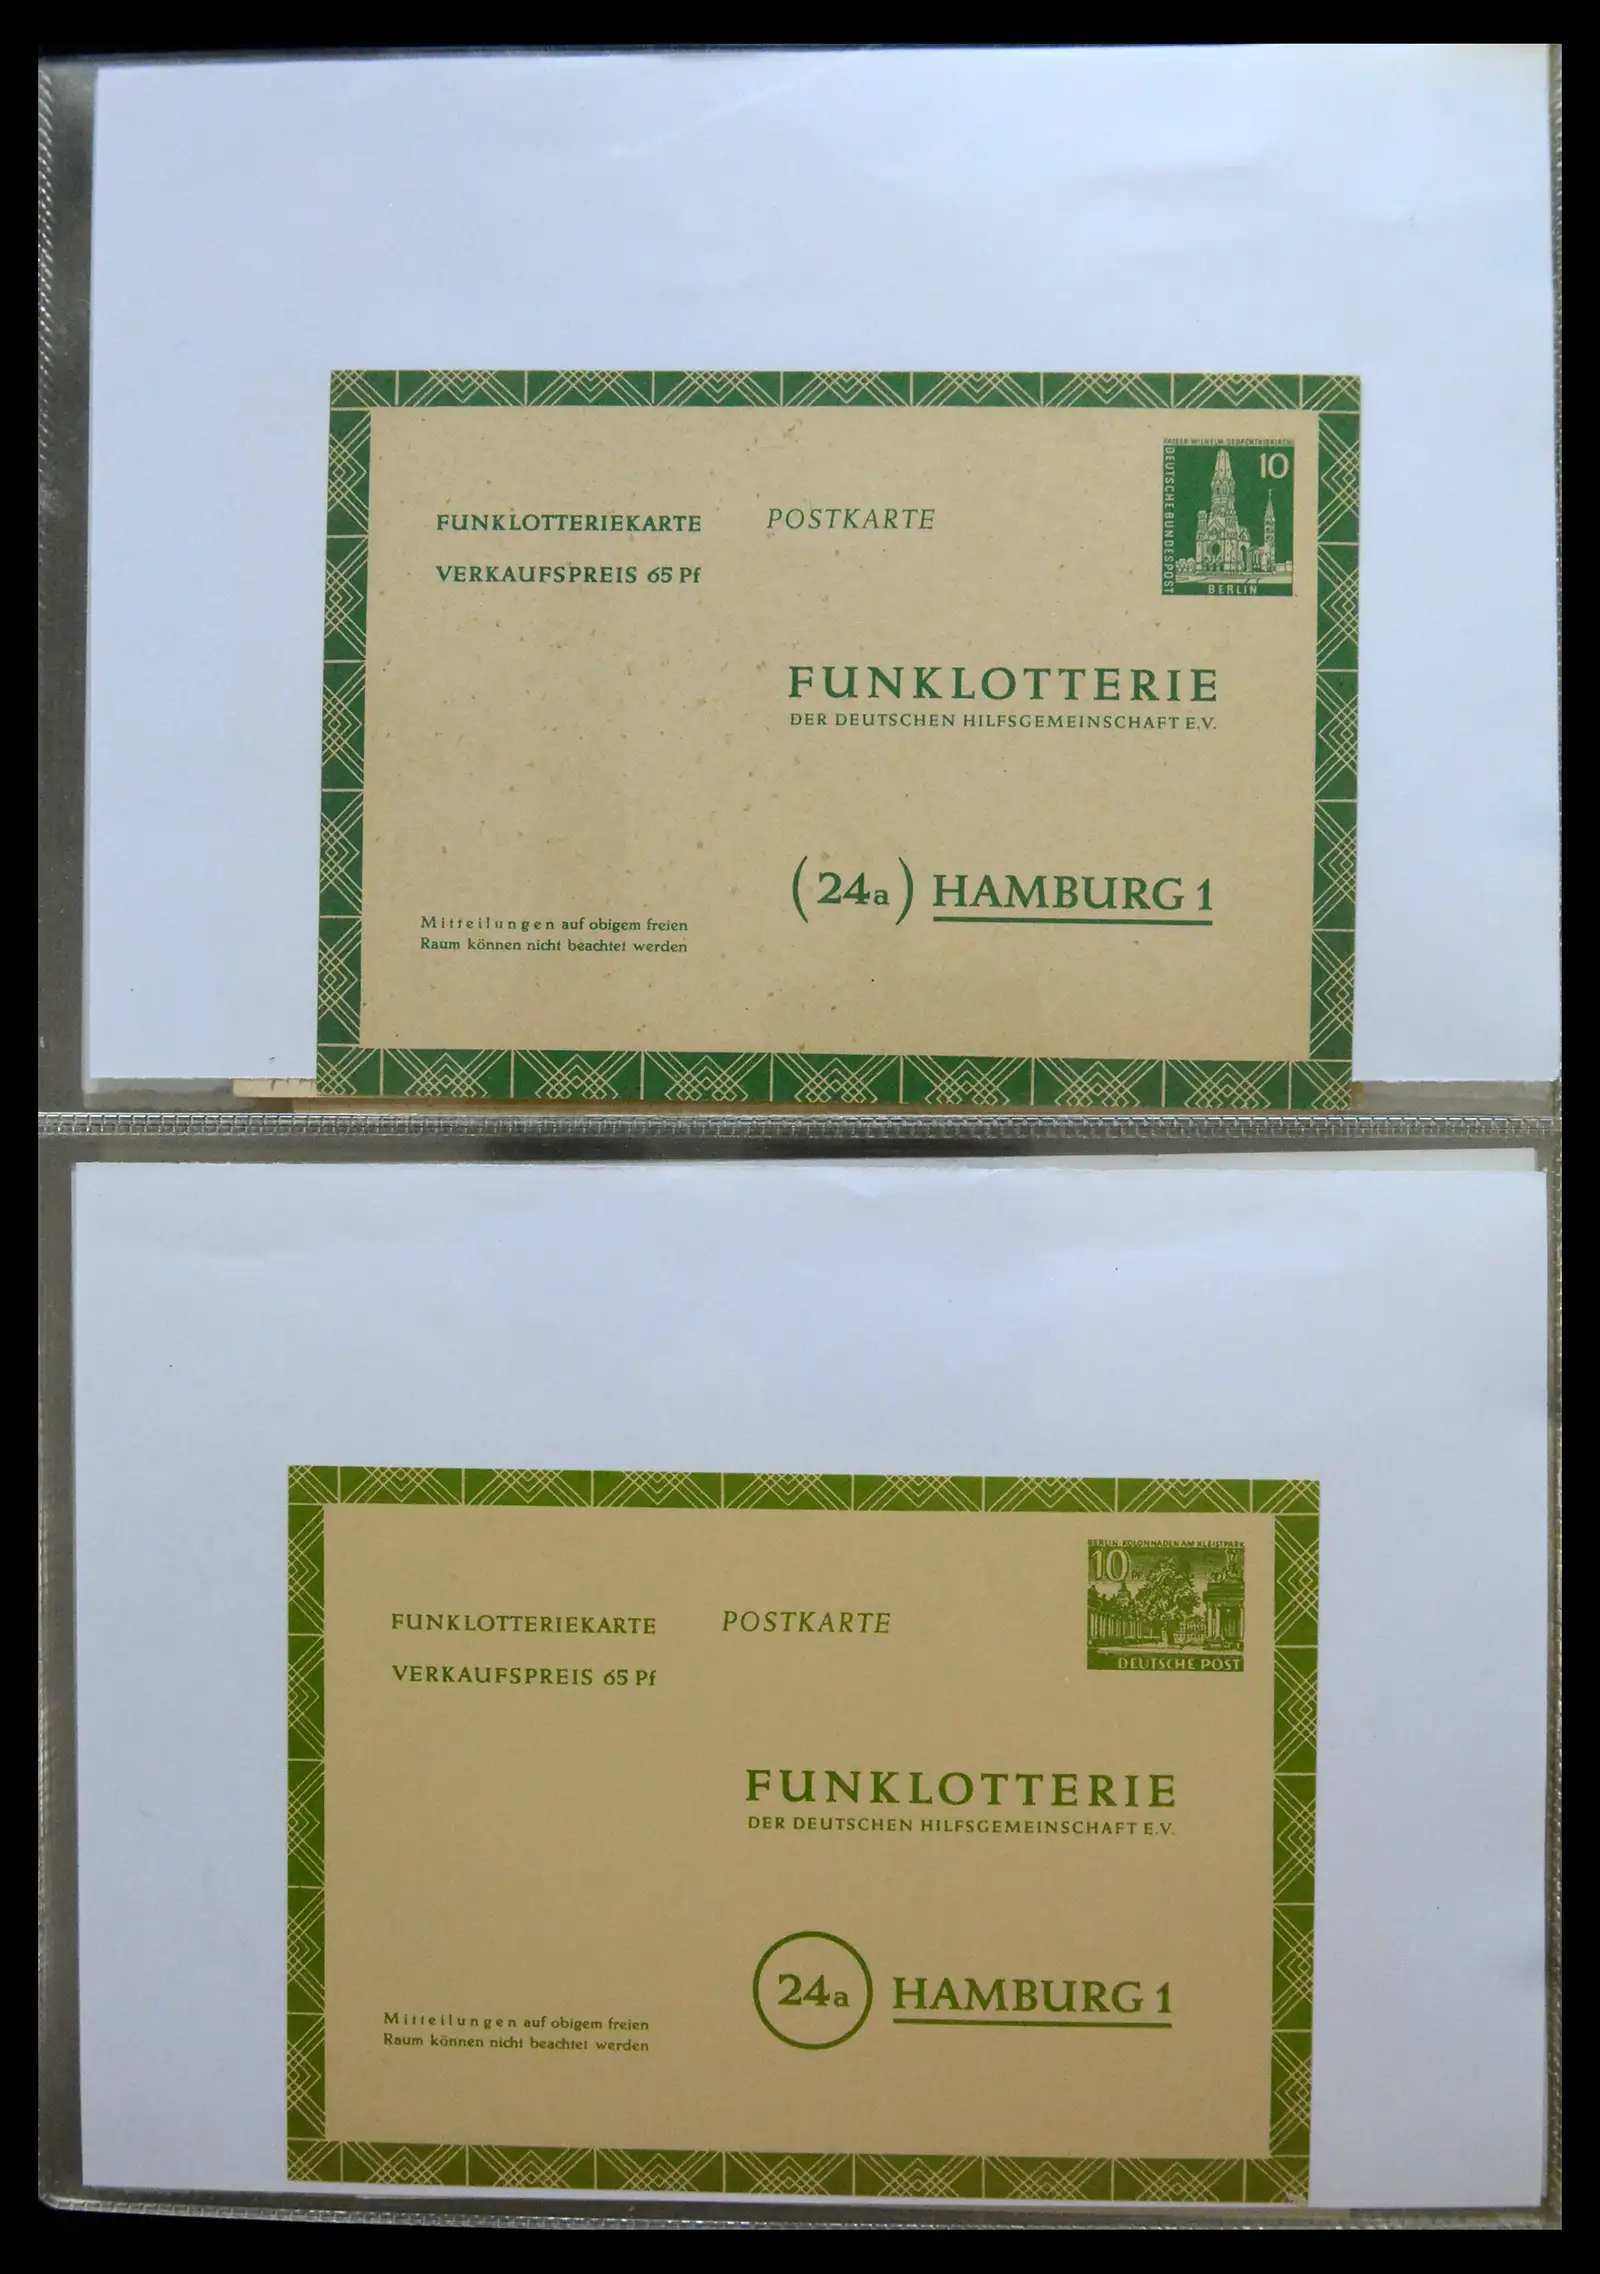 KAISER-WILHELM-GEDÄCHTNISKIRCHE
10
DEUTSCHE BUNDESPOST
BERLIN
FUNKLOTTERIEKARTE
POSTKARTE
VERKAUFSPREIS 65 Pf
FUNKLOTTERIE
DER DEUTSCHEN HILFSGEMEINSCHAFT E.V.
(24a) HAMBURG 1
Mitteilungen auf obigem freien
Raum können nicht beachtet werden
BERLIN, KOLONNADEN AM KLEISTPARK
10 Pf
DEUTSCHE POST
FUNKLOTTERIEKARTE
POSTKARTE
VERKAUFSPREIS 65 Pf
FUNKLOTTERIE
DER DEUTSCHEN HILFSGEMEINSCHAFT E.V.
24a HAMBURG 1
Mitteilungen auf obigem freien
Raum können nicht beachtet werden